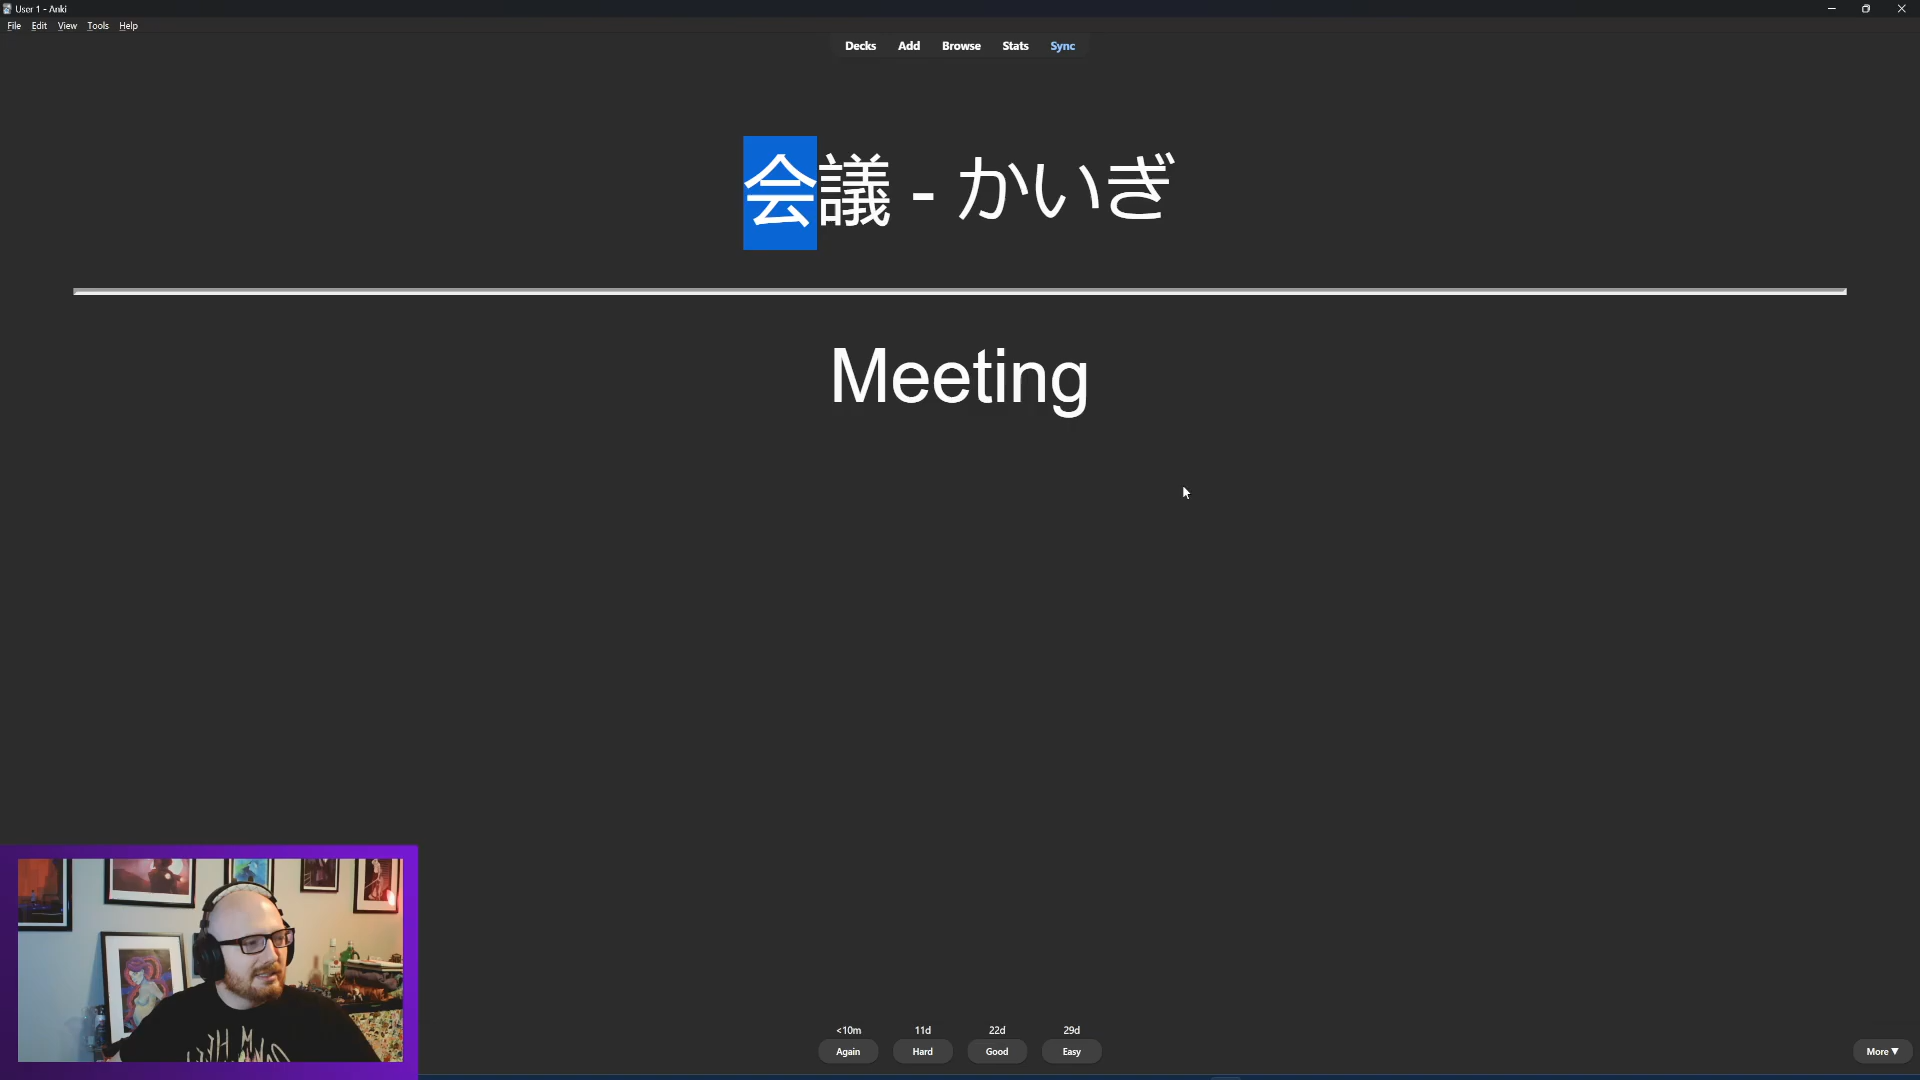 User 1 - Anki
File Edit View Tools Help
Decks Add Browse Stats Sync
会議 - かいぎ
Meeting
<10m 11d 22d 29d
Again Hard Good Easy
More ▼